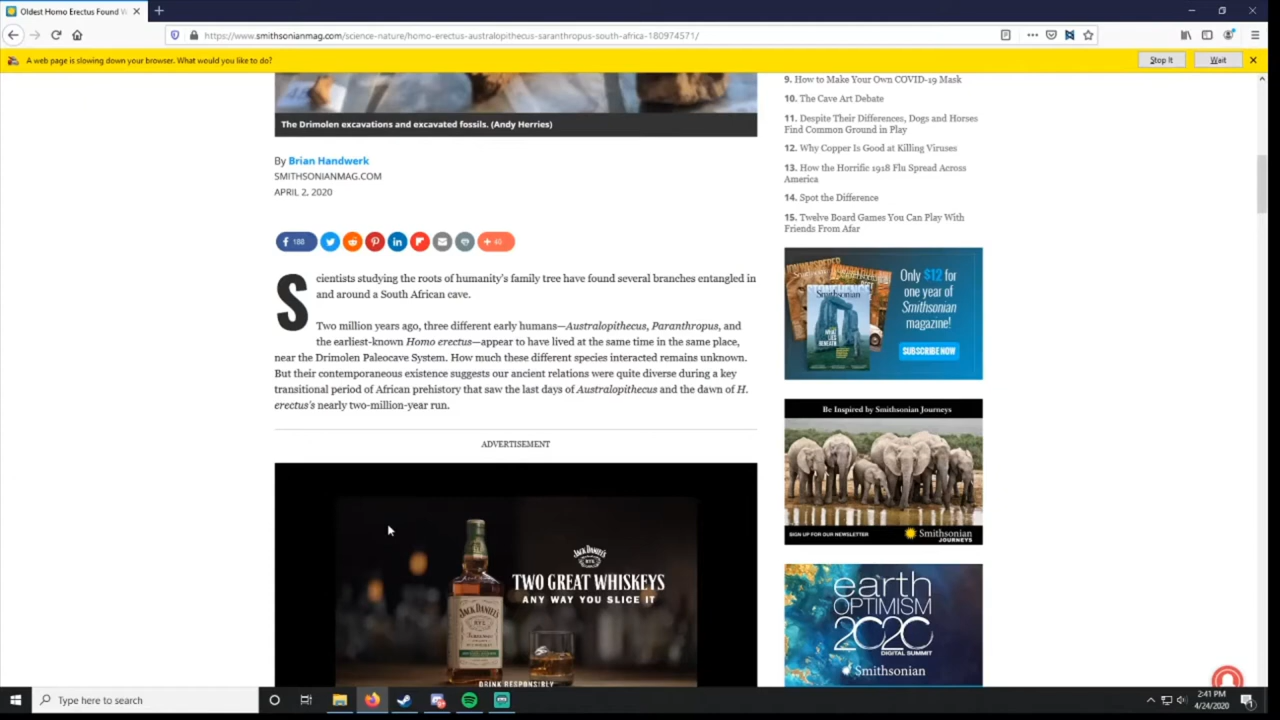 Oldest Homo Erectus Found
https://www.smithsonianmag.com/science-nature/homo-erectus-australopithecus-saranthropus-south-africa-180974571/
A web page is slowing down your browser. What would you like to do?
Stop It
Wait
The Drimolen excavations and excavated fossils. (Andy Herries)
By Brian Handwerk
SMITHSONIANMAG.COM
APRIL 2, 2020
188
40
Scientists studying the roots of humanity's family tree have found several branches entangled in
and around a South African cave.
Two million years ago, three different early humans—Australopithecus, Paranthropus, and
the earliest-known Homo erectus—appear to have lived at the same time in the same place,
near the Drimolen Paleocave System. How much these different species interacted remains unknown.
But their contemporaneous existence suggests our ancient relations were quite diverse during a key
transitional period of African prehistory that saw the last days of Australopithecus and the dawn of H.
erectus's nearly two-million-year run.
ADVERTISEMENT
JACK DANIEL'S
RYE
TWO GREAT WHISKEYS
ANY WAY YOU SLICE IT
JACK DANIEL'S
RYE
DRINK RESPONSIBLY
9. How to Make Your Own COVID-19 Mask
10. The Cave Art Debate
11. Despite Their Differences, Dogs and Horses
Find Common Ground in Play
12. Why Copper Is Good at Killing Viruses
13. How the Horrific 1918 Flu Spread Across
America
14. Spot the Difference
15. Twelve Board Games You Can Play With
Friends From Afar
Smithsonian
Only $12 for
one year of
Smithsonian
magazine!
SUBSCRIBE NOW
Be Inspired by Smithsonian Journeys
SIGN UP FOR OUR NEWSLETTER
Smithsonian
JOURNEYS
earth
OPTIMISM
2020
DIGITAL SUMMIT
Smithsonian
Type here to search
2:41 PM
4/24/2020
1